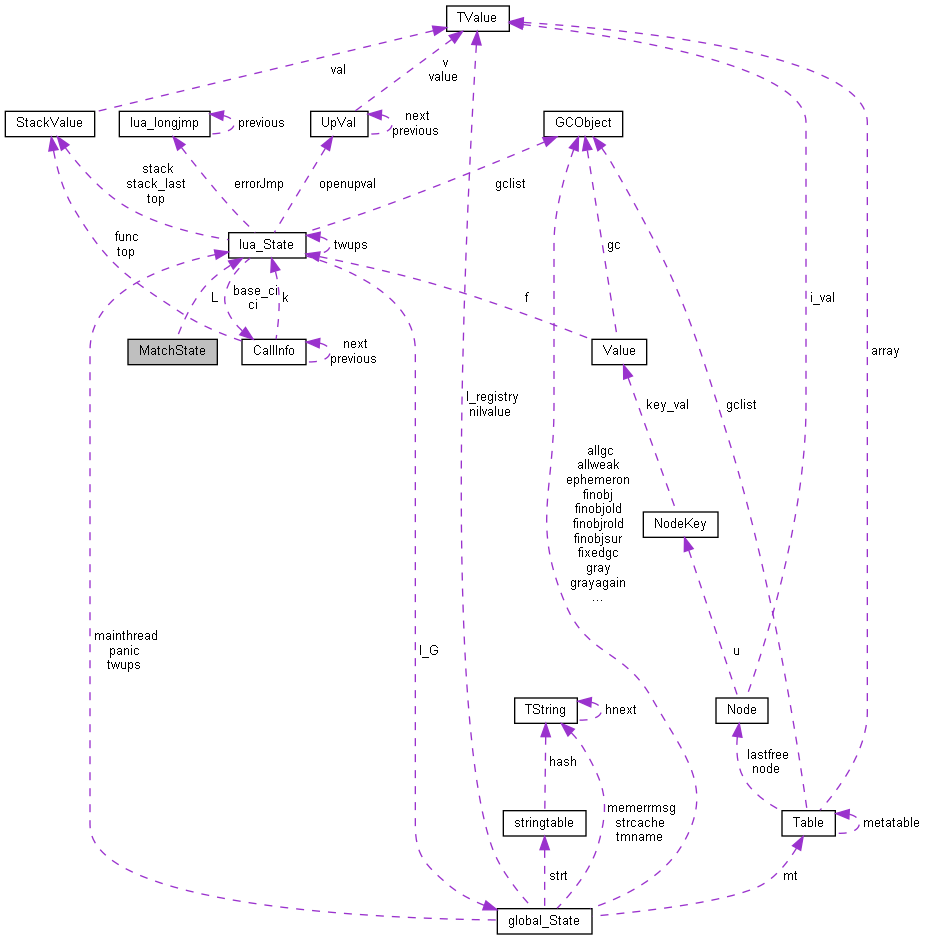 TValue
val
v
value
StackValue
lua_longjmp
previous
UpVal
next
previous
GCObject
stack
stack_last
top
errorJmp
openupval
gclist
func
top
lua_State
twups
gc
L
base_ci
ci
k
f
i_val
MatchState
CallInfo
next
previous
Value
array
l_registry
nilvalue
key_val
gclist
allgc
allweak
ephemeron
finobj
finobjold
finobjrold
finobjsur
fixedgc
gray
grayagain
...
NodeKey
mainthread
panic
twups
l_G
u
TString
hnext
Node
hash
lastfree
node
memerrmsg
strcache
tmname
stringtable
Table
metatable
strt
mt
global_State